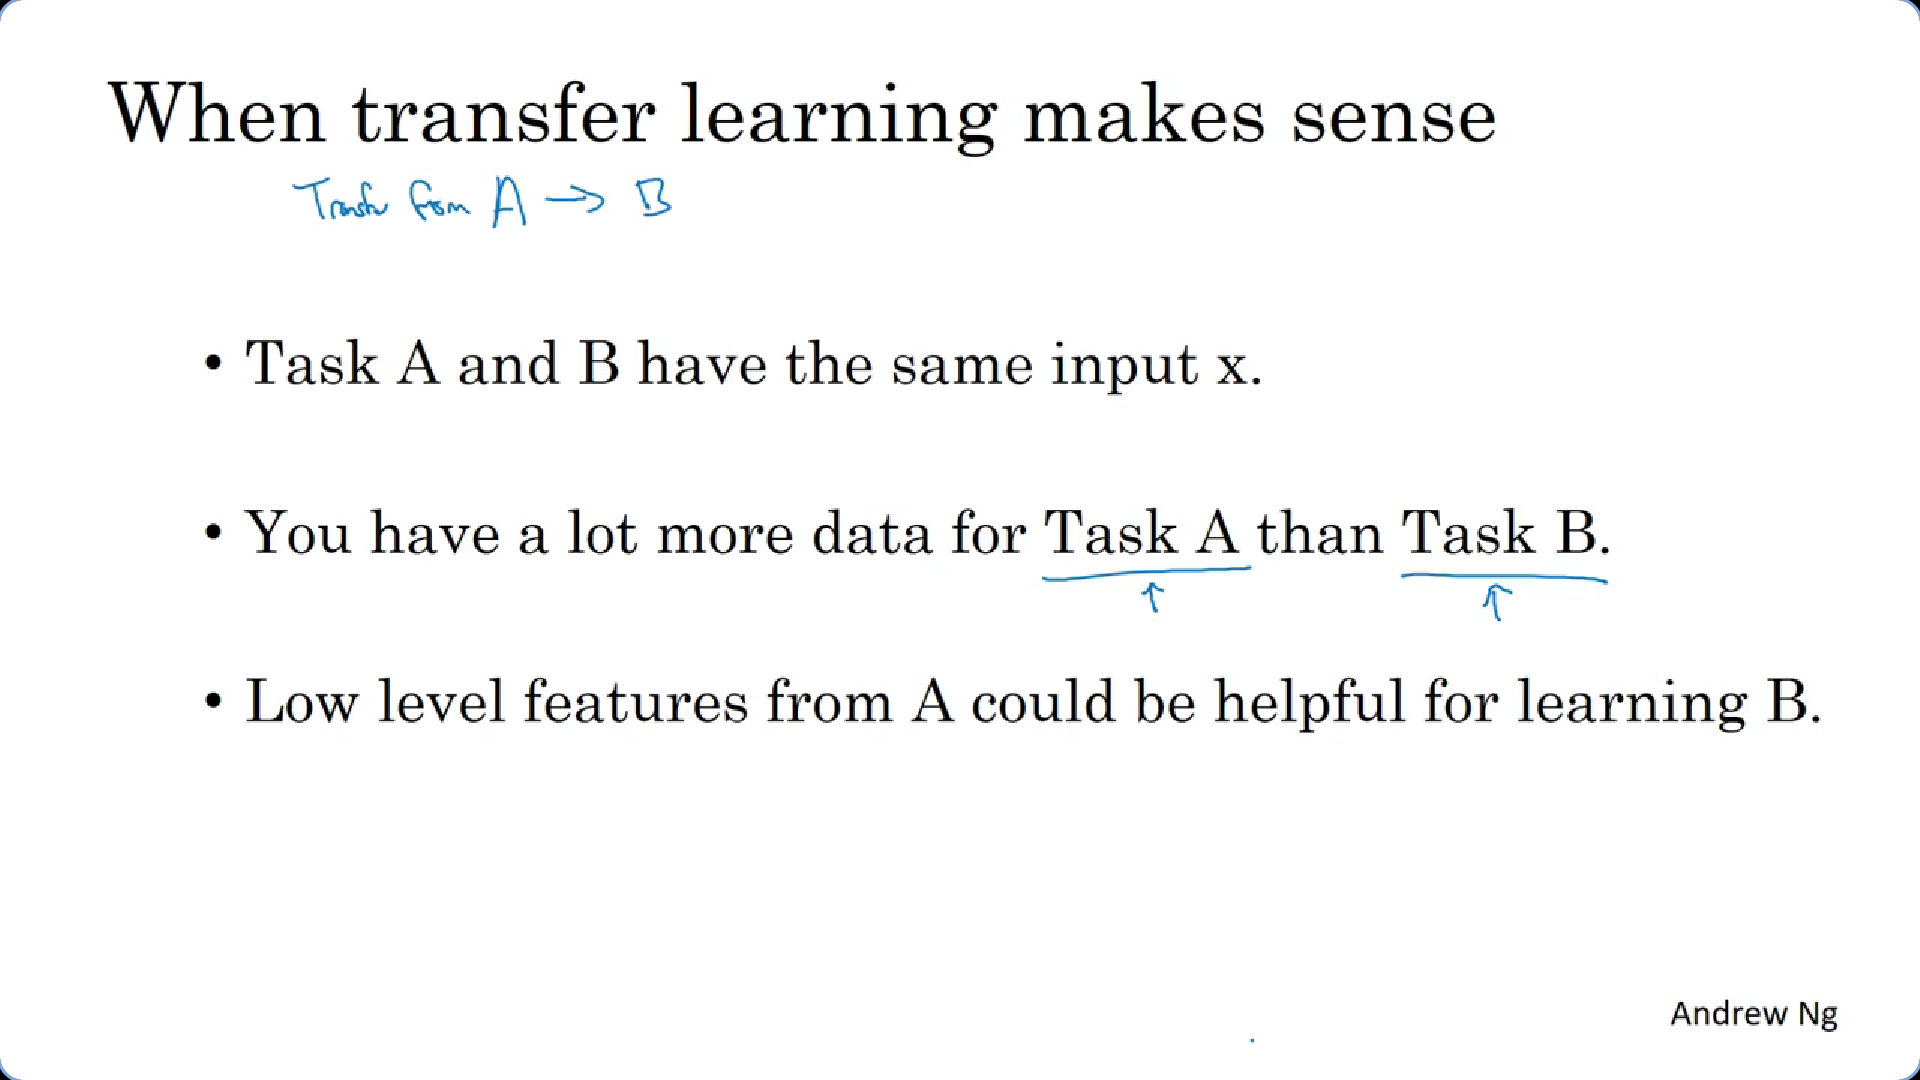 When transfer learning makes sense
Transfer from A → B
• Task A and B have the same input x.
• You have a lot more data for Task A than Task B.
↑ ↑
• Low level features from A could be helpful for learning B.
Andrew Ng